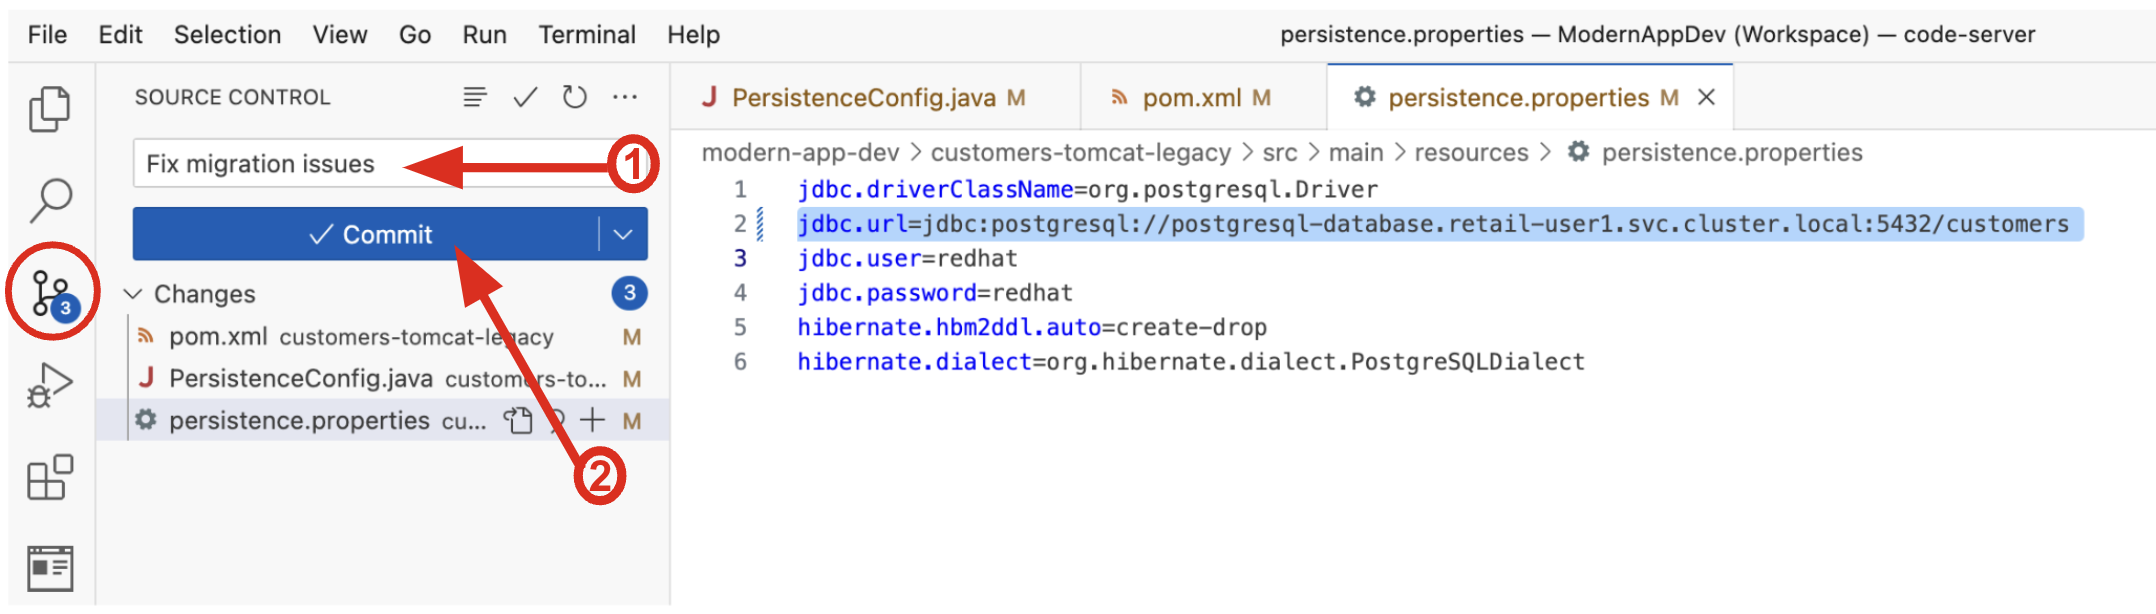 File Edit Selection View Go Run Terminal Help
persistence.properties — ModernAppDev (Workspace) — code-server
SOURCE CONTROL
Fix migration issues
1
Commit
3
Changes
3
pom.xml customers-tomcat-legacy M
PersistenceConfig.java customers-to... M
persistence.properties cu... M
2
PersistenceConfig.java M
pom.xml M
persistence.properties M
modern-app-dev > customers-tomcat-legacy > src > main > resources > persistence.properties
1 jdbc.driverClassName=org.postgresql.Driver
2 jdbc.url=jdbc:postgresql://postgresql-database.retail-user1.svc.cluster.local:5432/customers
3 jdbc.user=redhat
4 jdbc.password=redhat
5 hibernate.hbm2ddl.auto=create-drop
6 hibernate.dialect=org.hibernate.dialect.PostgreSQLDialect